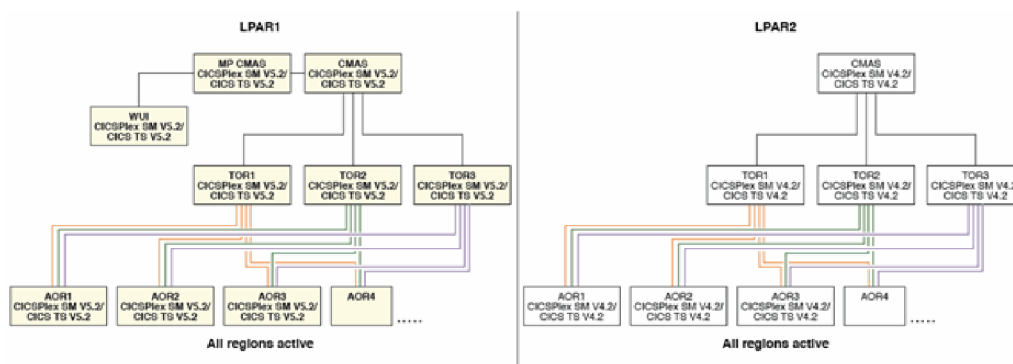 LPAR1
MP CMAS
CICSPlex SM V5.2/
CICS TS V5.2
CMAS
CICSPlex SM V5.2/
CICS TS V5.2
WUI
CICSPlex SM V5.2/
CICS TS V5.2
TOR1
CICSPlex SM V5.2/
CICS TS V5.2
TOR2
CICSPlex SM V5.2/
CICS TS V5.2
TOR3
CICSPlex SM V5.2/
CICS TS V5.2
AOR1
CICSPlex SM V5.2/
CICS TS V5.2
AOR2
CICSPlex SM V5.2/
CICS TS V5.2
AOR3
CICSPlex SM V5.2/
CICS TS V5.2
AOR4
.....
All regions active
LPAR2
CMAS
CICSPlex SM V4.2/
CICS TS V4.2
TOR1
CICSPlex SM V4.2/
CICS TS V4.2
TOR2
CICSPlex SM V4.2/
CICS TS V4.2
TOR3
CICSPlex SM V4.2/
CICS TS V4.2
AOR1
CICSPlex SM V4.2/
CICS TS V4.2
AOR2
CICSPlex SM V4.2/
CICS TS V4.2
AOR3
CICSPlex SM V4.2/
CICS TS V4.2
AOR4
.....
All regions active